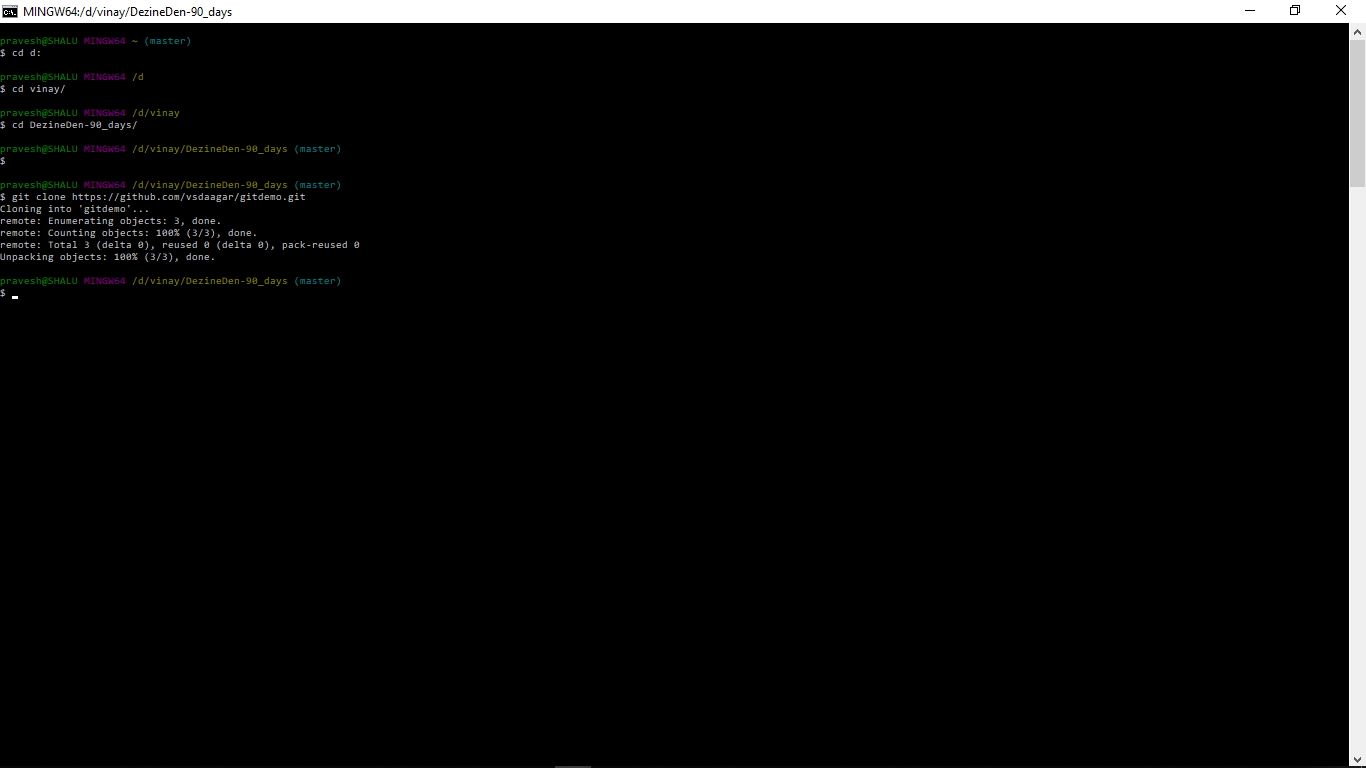 MINGW64:/d/vinay/DezineDen-90_days
pravesh@SHALU MINGW64 ~ (master)
$ cd d:
pravesh@SHALU MINGW64 /d
$ cd vinay/
pravesh@SHALU MINGW64 /d/vinay
$ cd DezineDen-90_days/
pravesh@SHALU MINGW64 /d/vinay/DezineDen-90_days (master)
$
pravesh@SHALU MINGW64 /d/vinay/DezineDen-90_days (master)
$ git clone https://github.com/vsdaagar/gitdemo.git
Cloning into 'gitdemo'...
remote: Enumerating objects: 3, done.
remote: Counting objects: 100% (3/3), done.
remote: Total 3 (delta 0), reused 0 (delta 0), pack-reused 0
Unpacking objects: 100% (3/3), done.
pravesh@SHALU MINGW64 /d/vinay/DezineDen-90_days (master)
$